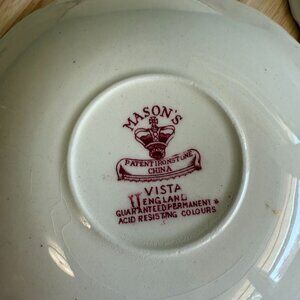 MASON'S
PATENT IRONSTONE
CHINA
VISTA
ENGLAND
GUARANTEED PERMANENT &
ACID RESISTING COLOURS